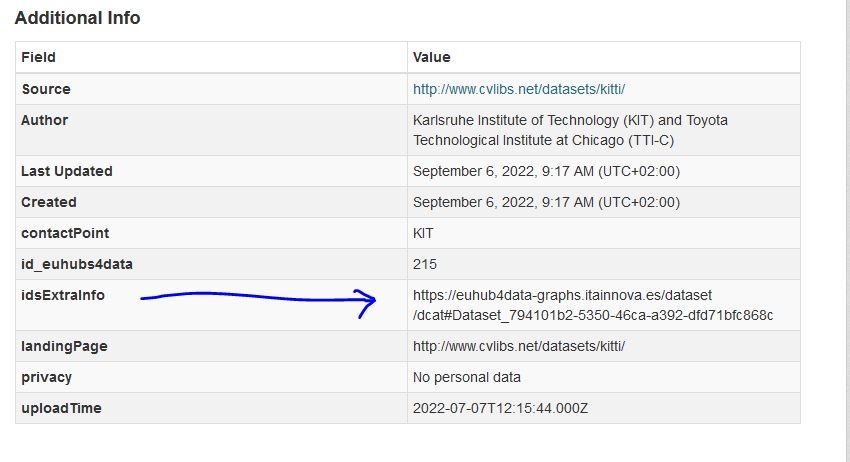 Additional Info
Field Value
Source http://www.cvlibs.net/datasets/kitti/
Author Karlsruhe Institute of Technology (KIT) and Toyota
Technological Institute at Chicago (TTI-C)
Last Updated September 6, 2022, 9:17 AM (UTC+02:00)
Created September 6, 2022, 9:17 AM (UTC+02:00)
contactPoint KIT
id_euhubs4data 215
idsExtraInfo https://euhub4data-graphs.itainnova.es/dataset
/dcat#Dataset_794101b2-5350-46ca-a392-dfd71bfc868c
landingPage http://www.cvlibs.net/datasets/kitti/
privacy No personal data
uploadTime 2022-07-07T12:15:44.000Z